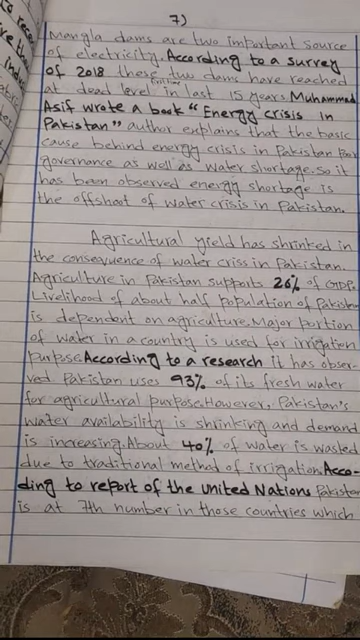 7)
Mangla dams are two important source
of electricity. According to a survey
of 2018 these two dams have reached
at dead level in last 15 years Muhammad
Asif wrote a book "Energy crisis in
Pakistan" author explains that the basic
cause behind energy crisis in Pakistan
governance as well as water shortage. So it
has been observed energy shortage is
the offshoot of water crisis in Pakistan.
Agricultural yield has shrinked in
the consequence of water criss in Pakistan.
Agriculture in Pakistan supports 26% of GDP.
Livelihood of about half population of Pakistan
is dependent on agriculture. Major portion
of water in a country is used for irrigation
purpose. According to a research it has obser-
ved Pakistan uses 93% of its fresh water
for agricultural purpose. However, Pakistan's
water availability is shrinking and demand
is increasing. About 40% of water is wasted
due to traditional method of irrigation. Acco-
ding to report of the united Nations Pakistan
is at 7th number in those countries which